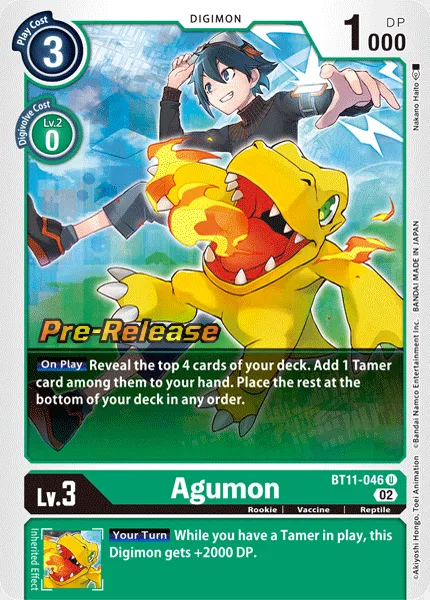 DIGIMON
Play Cost
3
1000
DP
Digivolve Cost
Lv.2
0
Nakano Haito
Pre-Release
On Play Reveal the top 4 cards of your deck. Add 1 Tamer
card among them to your hand. Place the rest at the
bottom of your deck in any order.
BT11-046 U
Lv.3
Agumon
02
Rookie | Vaccine | Reptile
Inherited Effect
Your Turn While you have a Tamer in play, this
Digimon gets +2000 DP.
©Akiyoshi Hongo, Toei Animation ©Bandai Namco Entertainment Inc. BANDAI MADE IN JAPAN